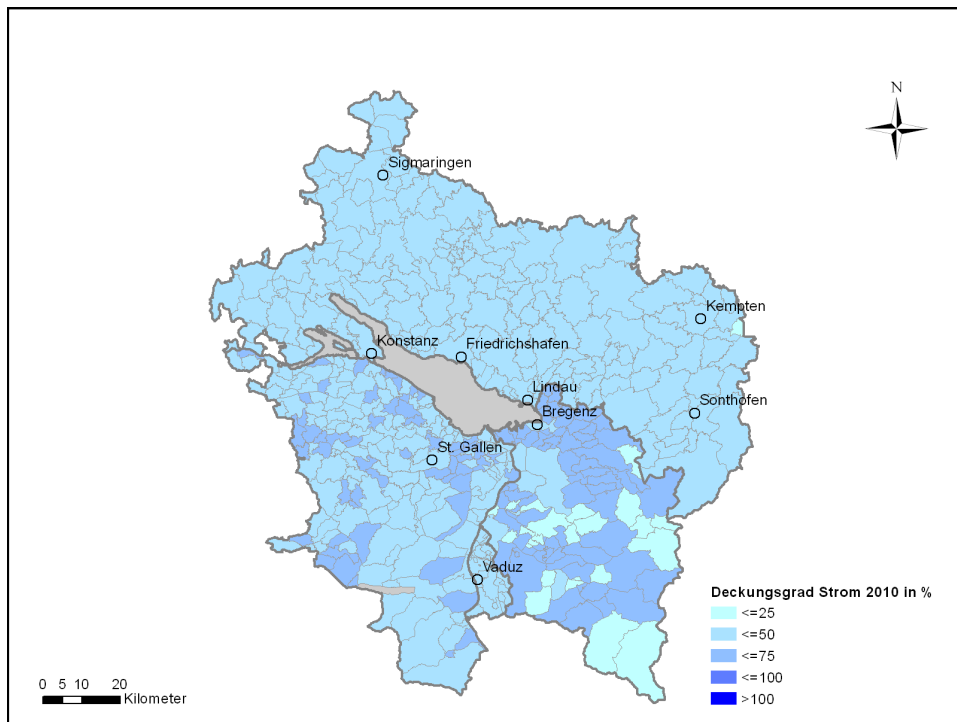 N
Sigmaringen
Kempten
Konstanz
Friedrichshafen
Lindau
Sonthofen
Bregenz
St. Gallen
Vaduz
Deckungsgrad Strom 2010 in %
<=25
<=50
<=75
<=100
>100
0 5 10 20
Kilometer